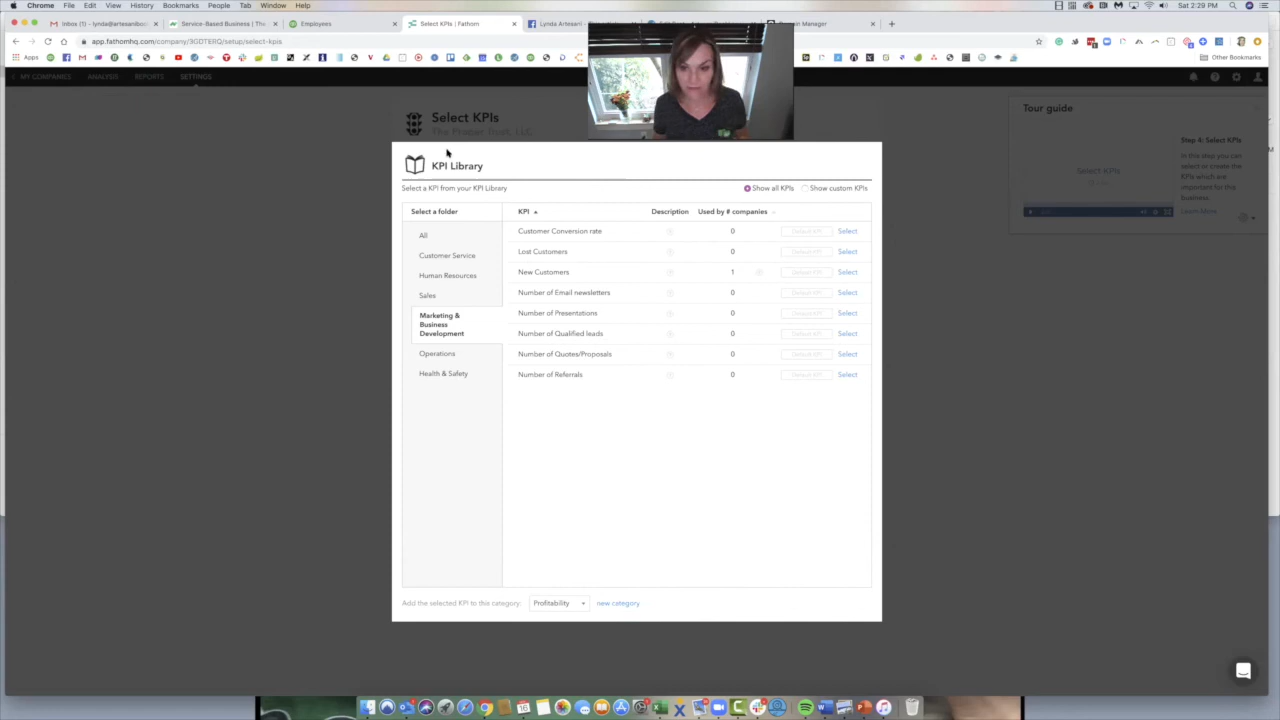 Chrome File Edit View History Bookmarks People Tab Window Help Sat 2:29 PM
Inbox (1) - lynda@artesaniboo Service-Based Business | The Employees Select KPIs | Fathom Lynda Artesani Manager
app.fathomhq.com/company/3GDTERQ/setup/select-kpis
Apps Other Bookmarks
MY COMPANIES ANALYSIS REPORTS SETTINGS
Select KPIs
Tour guide
Step 4: Select KPIs
In this step you can
select or create the
KPIs which are
important for this
business.
Learn More
Select KPIs
KPI Library
Select a KPI from your KPI Library Show all KPIs Show custom KPIs
Select a folder KPI Description Used by # companies
All
Customer Service
Human Resources
Sales
Marketing &
Business
Development
Operations
Health & Safety
Customer Conversion rate 0 Default KPI Select
Lost Customers 0 Default KPI Select
New Customers 1 Default KPI Select
Number of Email newsletters 0 Default KPI Select
Number of Presentations 0 Default KPI Select
Number of Qualified leads 0 Default KPI Select
Number of Quotes/Proposals 0 Default KPI Select
Number of Referrals 0 Default KPI Select
Add the selected KPI to this category: Profitability new category